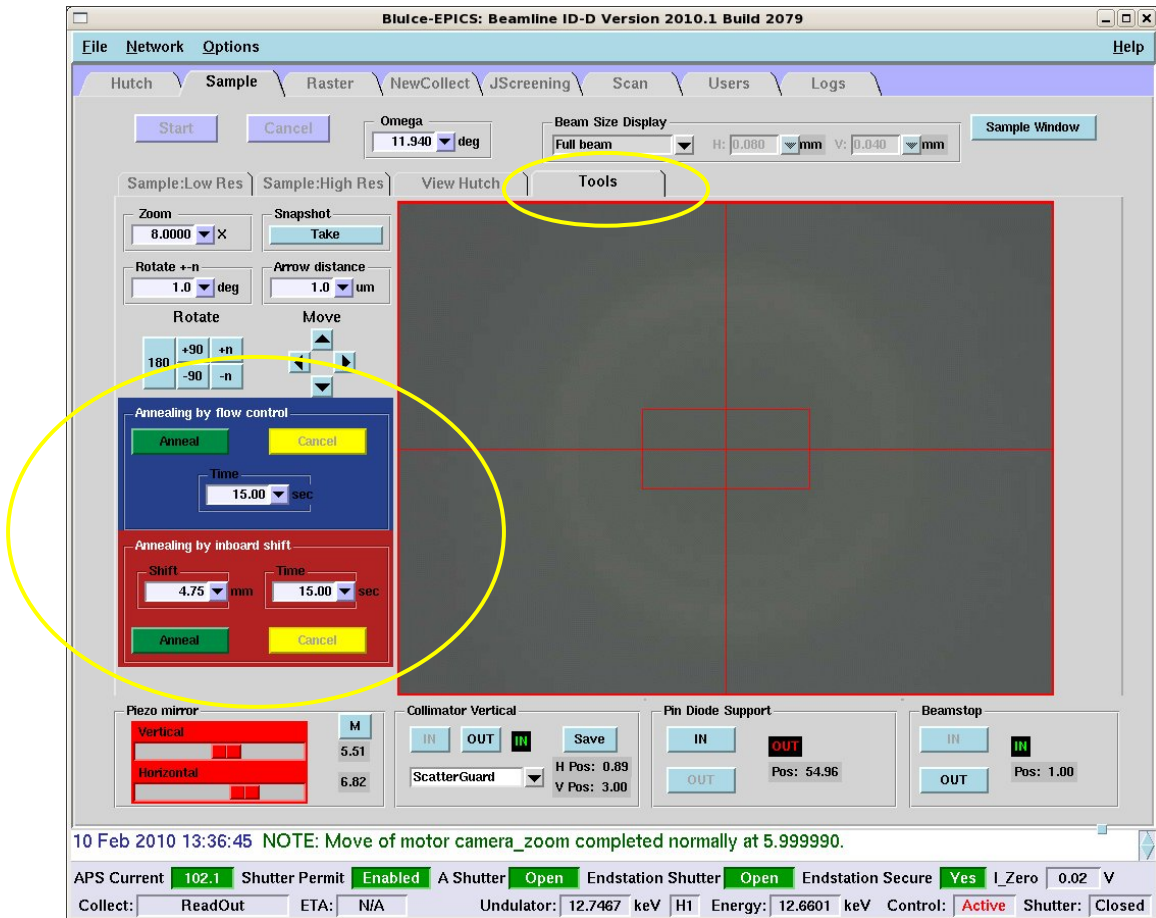 BluIce-EPICS: Beamline ID-D Version 2010.1 Build 2079
File Network Options Help
Hutch Sample Raster NewCollect JScreening Scan Users Logs
Start Cancel Omega 11.940 deg Beam Size Display Full beam H: 0.080 mm V: 0.040 mm Sample Window
Sample:Low Res Sample:High Res View Hutch Tools
Zoom Snapshot
8.0000 X Take
Rotate +-n Arrow distance
1.0 deg 1.0 um
Rotate Move
180 +90 +n
-90 -n
Annealing by flow control
Anneal Cancel
Time
15.00 sec
Annealing by inboard shift
Shift Time
4.75 mm 15.00 sec
Anneal Cancel
Piezo mirror
Vertical M
5.51
Horizontal
6.82
Collimator Vertical
IN OUT IN Save
ScatterGuard H Pos: 0.89
V Pos: 3.00
Pin Diode Support
IN OUT
OUT Pos: 54.96
Beamstop
IN IN
OUT Pos: 1.00
10 Feb 2010 13:36:45 NOTE: Move of motor camera_zoom completed normally at 5.999990.
APS Current 102.1 Shutter Permit Enabled A Shutter Open Endstation Shutter Open Endstation Secure Yes I_Zero 0.02 V
Collect: ReadOut ETA: N/A Undulator: 12.7467 keV H1 Energy: 12.6601 keV Control: Active Shutter: Closed